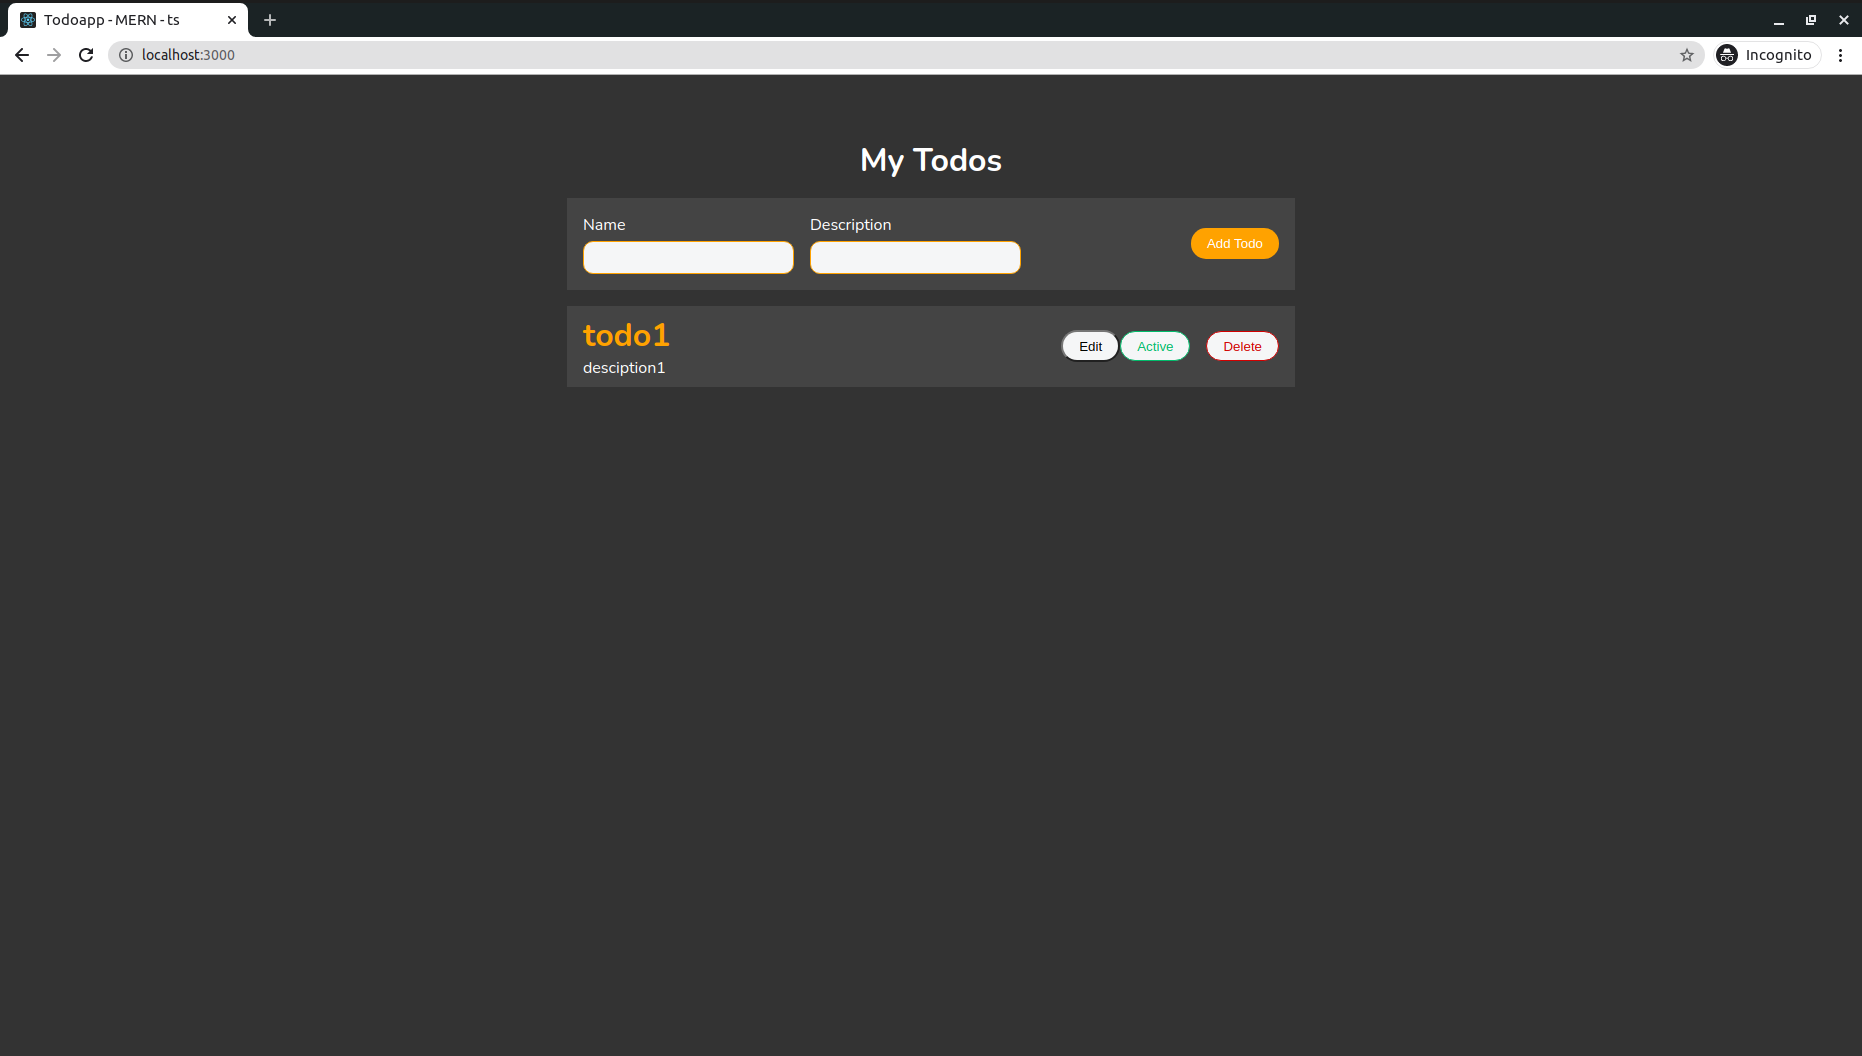 Todoapp - MERN - ts
localhost:3000
Incognito
My Todos
Name Description
Add Todo
todo1
Edit Active Delete
desciption1